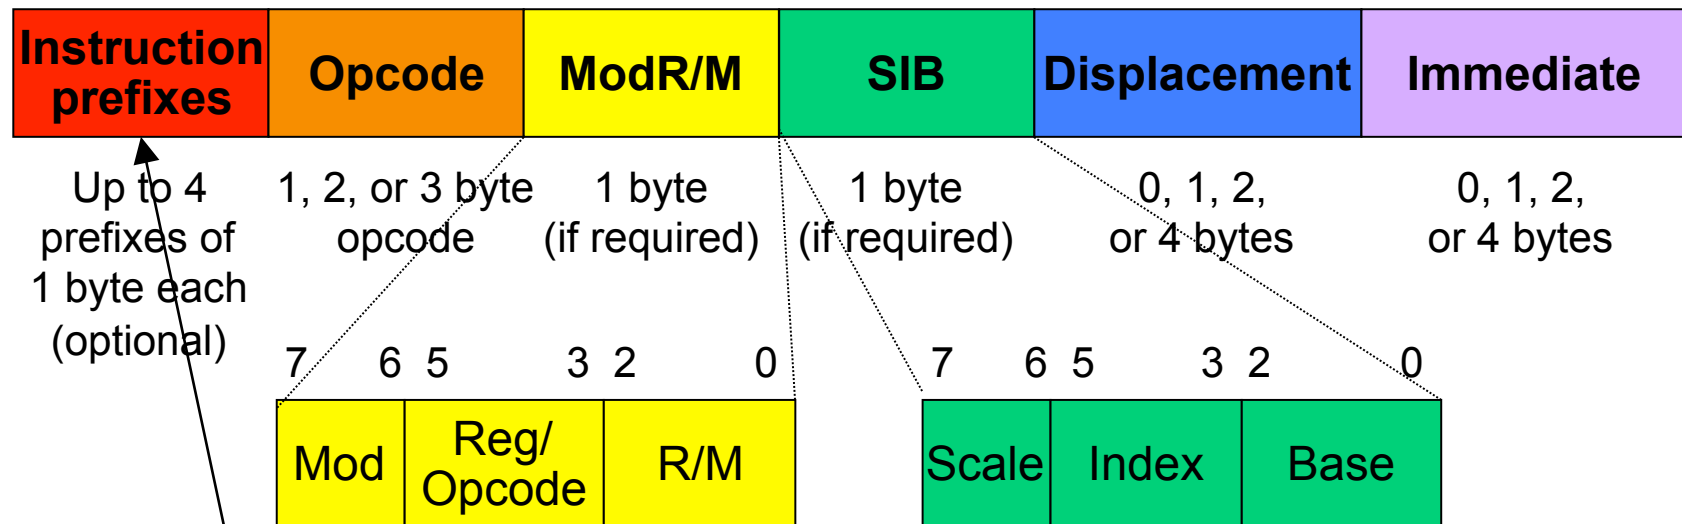 Instruction
prefixes
Opcode
ModR/M
SIB
Displacement
Immediate
Up to 4
prefixes of
1 byte each
(optional)
1, 2, or 3 byte
opcode
1 byte
(if required)
1 byte
(if required)
0, 1, 2,
or 4 bytes
0, 1, 2,
or 4 bytes
7 6 5 3 2 0
Mod
Reg/
Opcode
R/M
7 6 5 3 2 0
Scale
Index
Base